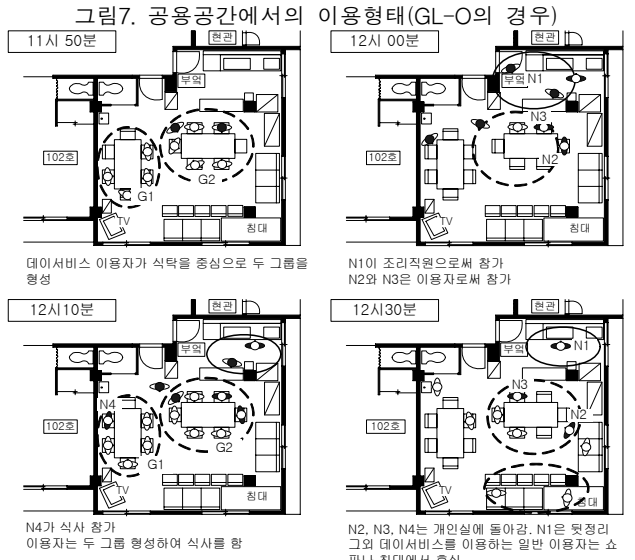 그림7. 공용공간에서의 이용형태(GL-O의 경우)
11시 50분
현관
부엌
102호
G2
G1
TV
침대
데이서비스 이용자가 식탁을 중심으로 두 그룹을
형성
12시 00분
현관
부엌
N1
N3
102호
N2
TV
침대
N1이 조리직원으로써 참가
N2와 N3은 이용자로써 참가
12시10분
현관
부엌
N4
102호
G2
G1
TV
침대
N4가 식사 참가
이용자는 두 그룹 형성하여 식사를 함
12시30분
현관
부엌
N1
N3
N2
102호
TV
침대
N2, N3, N4는 개인실에 돌아감. N1은 뒷정리
그외 데이서비스를 이용하는 일반 이용자는 쇼
파나 침대에서 휴식